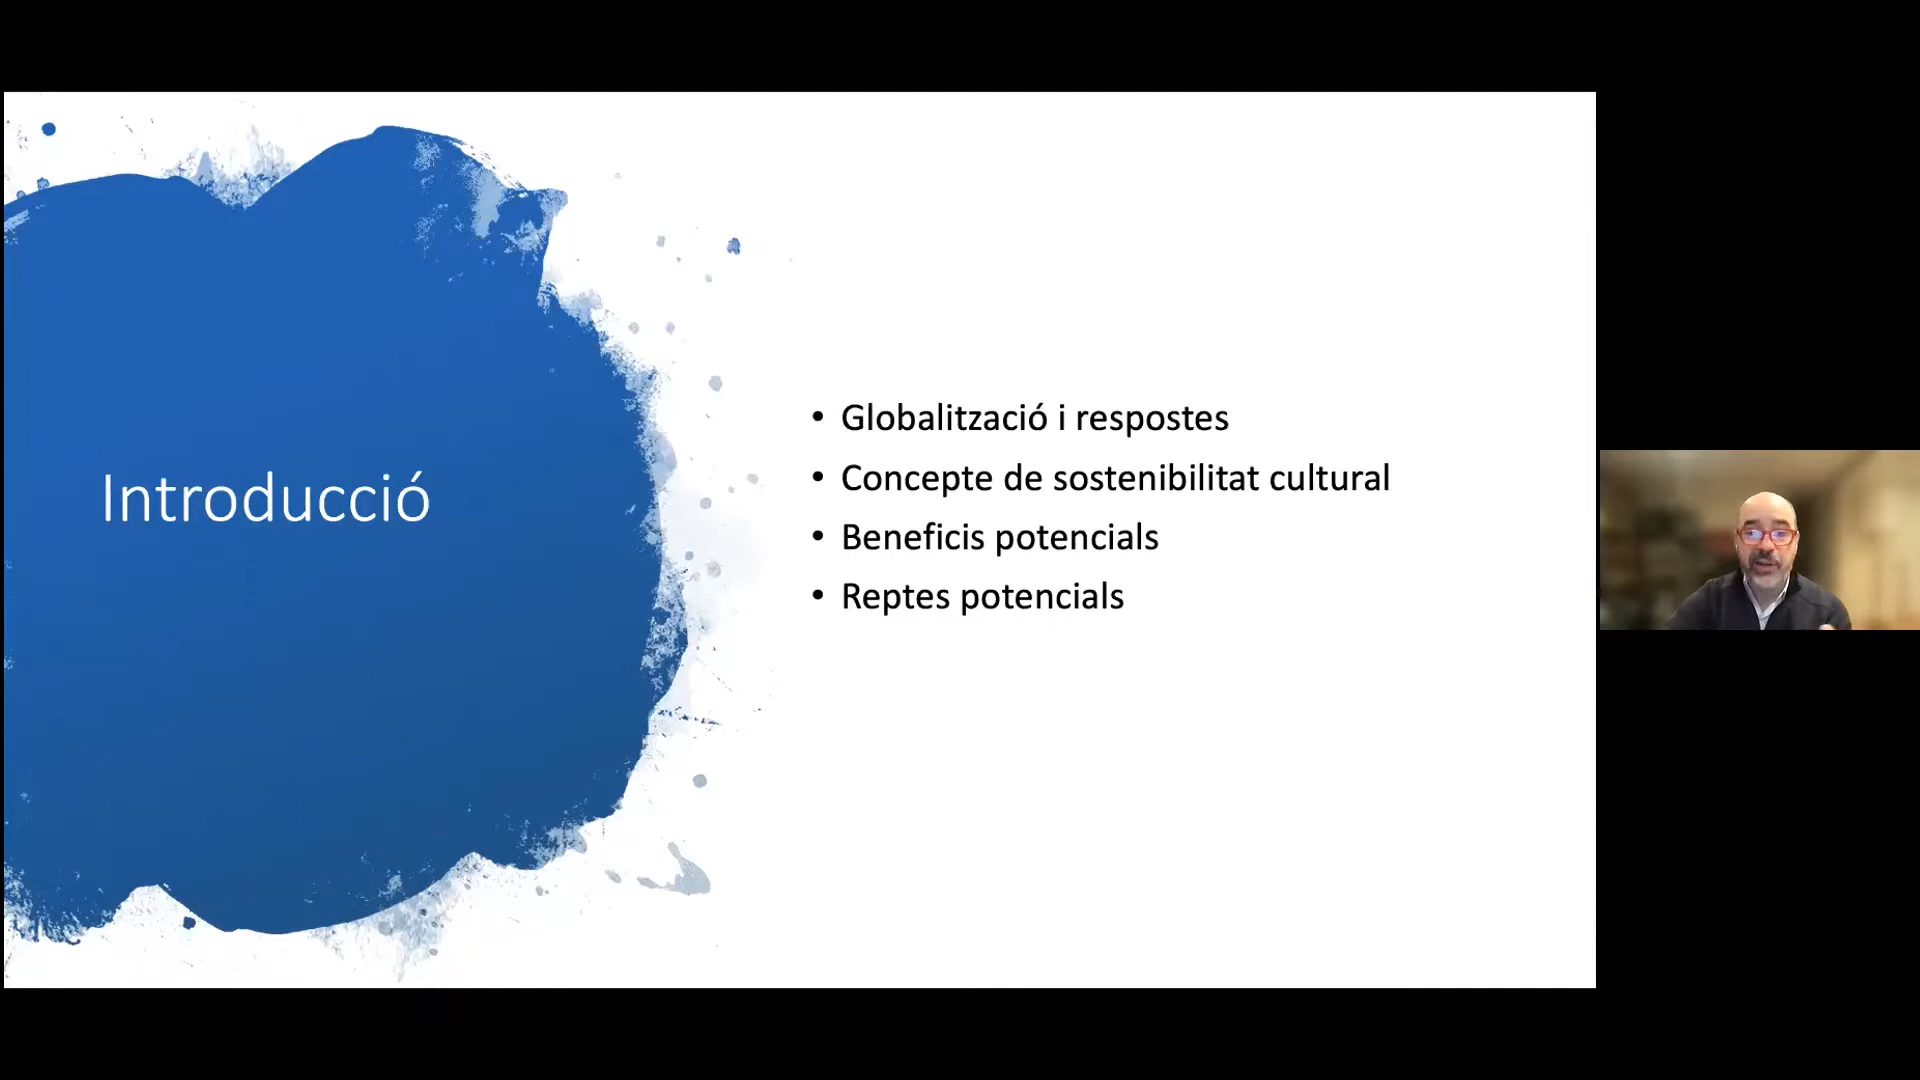 Introducció
• Globalització i respostes
• Concepte de sostenibilitat cultural
• Beneficis potencials
• Reptes potencials